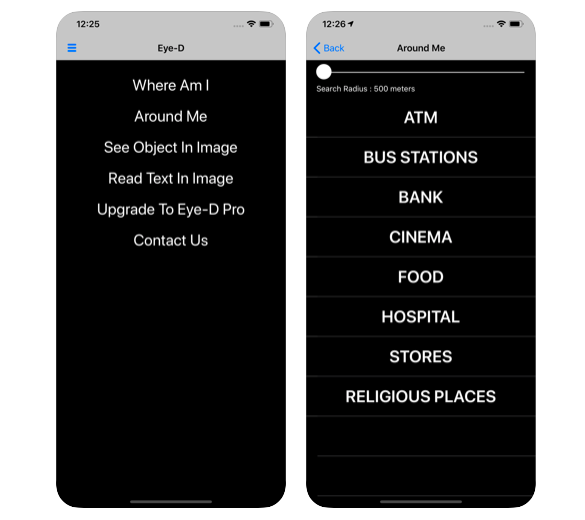 12:25
Eye-D
Where Am I
Around Me
See Object In Image
Read Text In Image
Upgrade To Eye-D Pro
Contact Us
12:26
Back
Around Me
Search Radius : 500 meters
ATM
BUS STATIONS
BANK
CINEMA
FOOD
HOSPITAL
STORES
RELIGIOUS PLACES